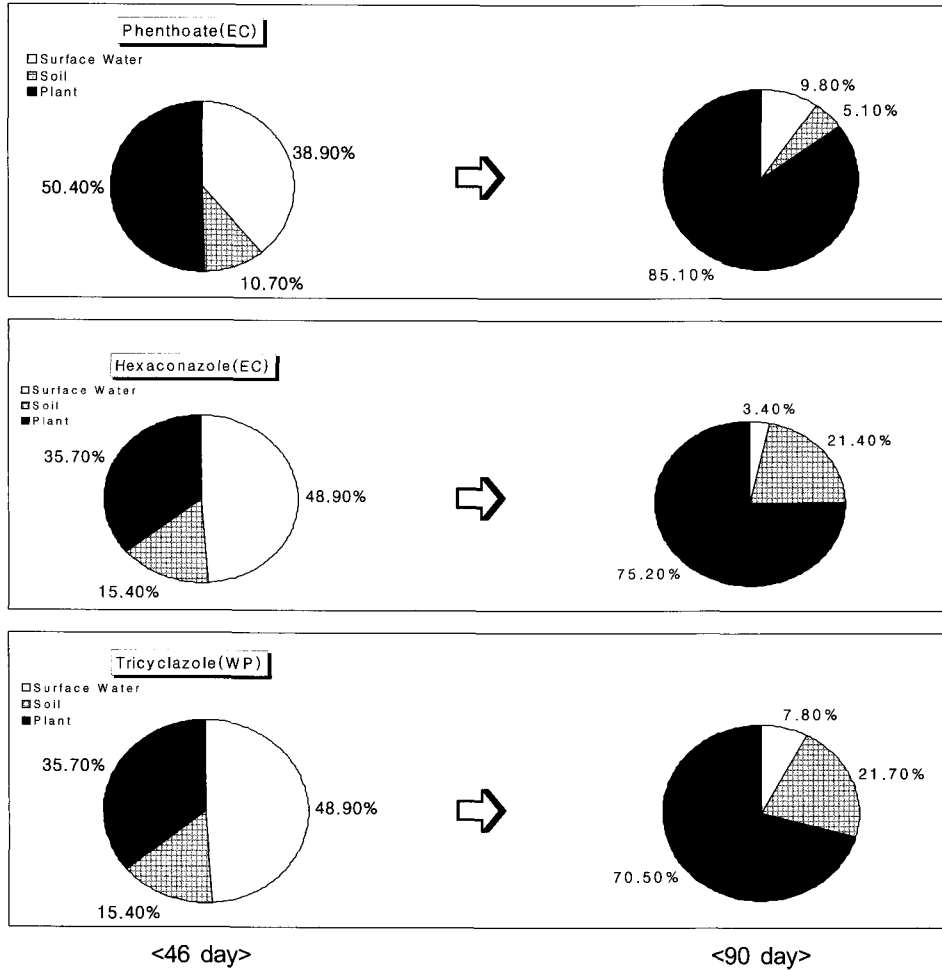 Phenthoate(EC)
Surface Water
Soil
Plant
38.90%
50.40%
10.70%
9.80%
5.10%
85.10%
Hexaconazole(EC)
Surface Water
Soil
Plant
35.70%
48.90%
15.40%
3.40%
21.40%
75.20%
Tricyclazole(WP)
Surface Water
Soil
Plant
35.70%
48.90%
15.40%
7.80%
21.70%
70.50%
<46 day>
<90 day>